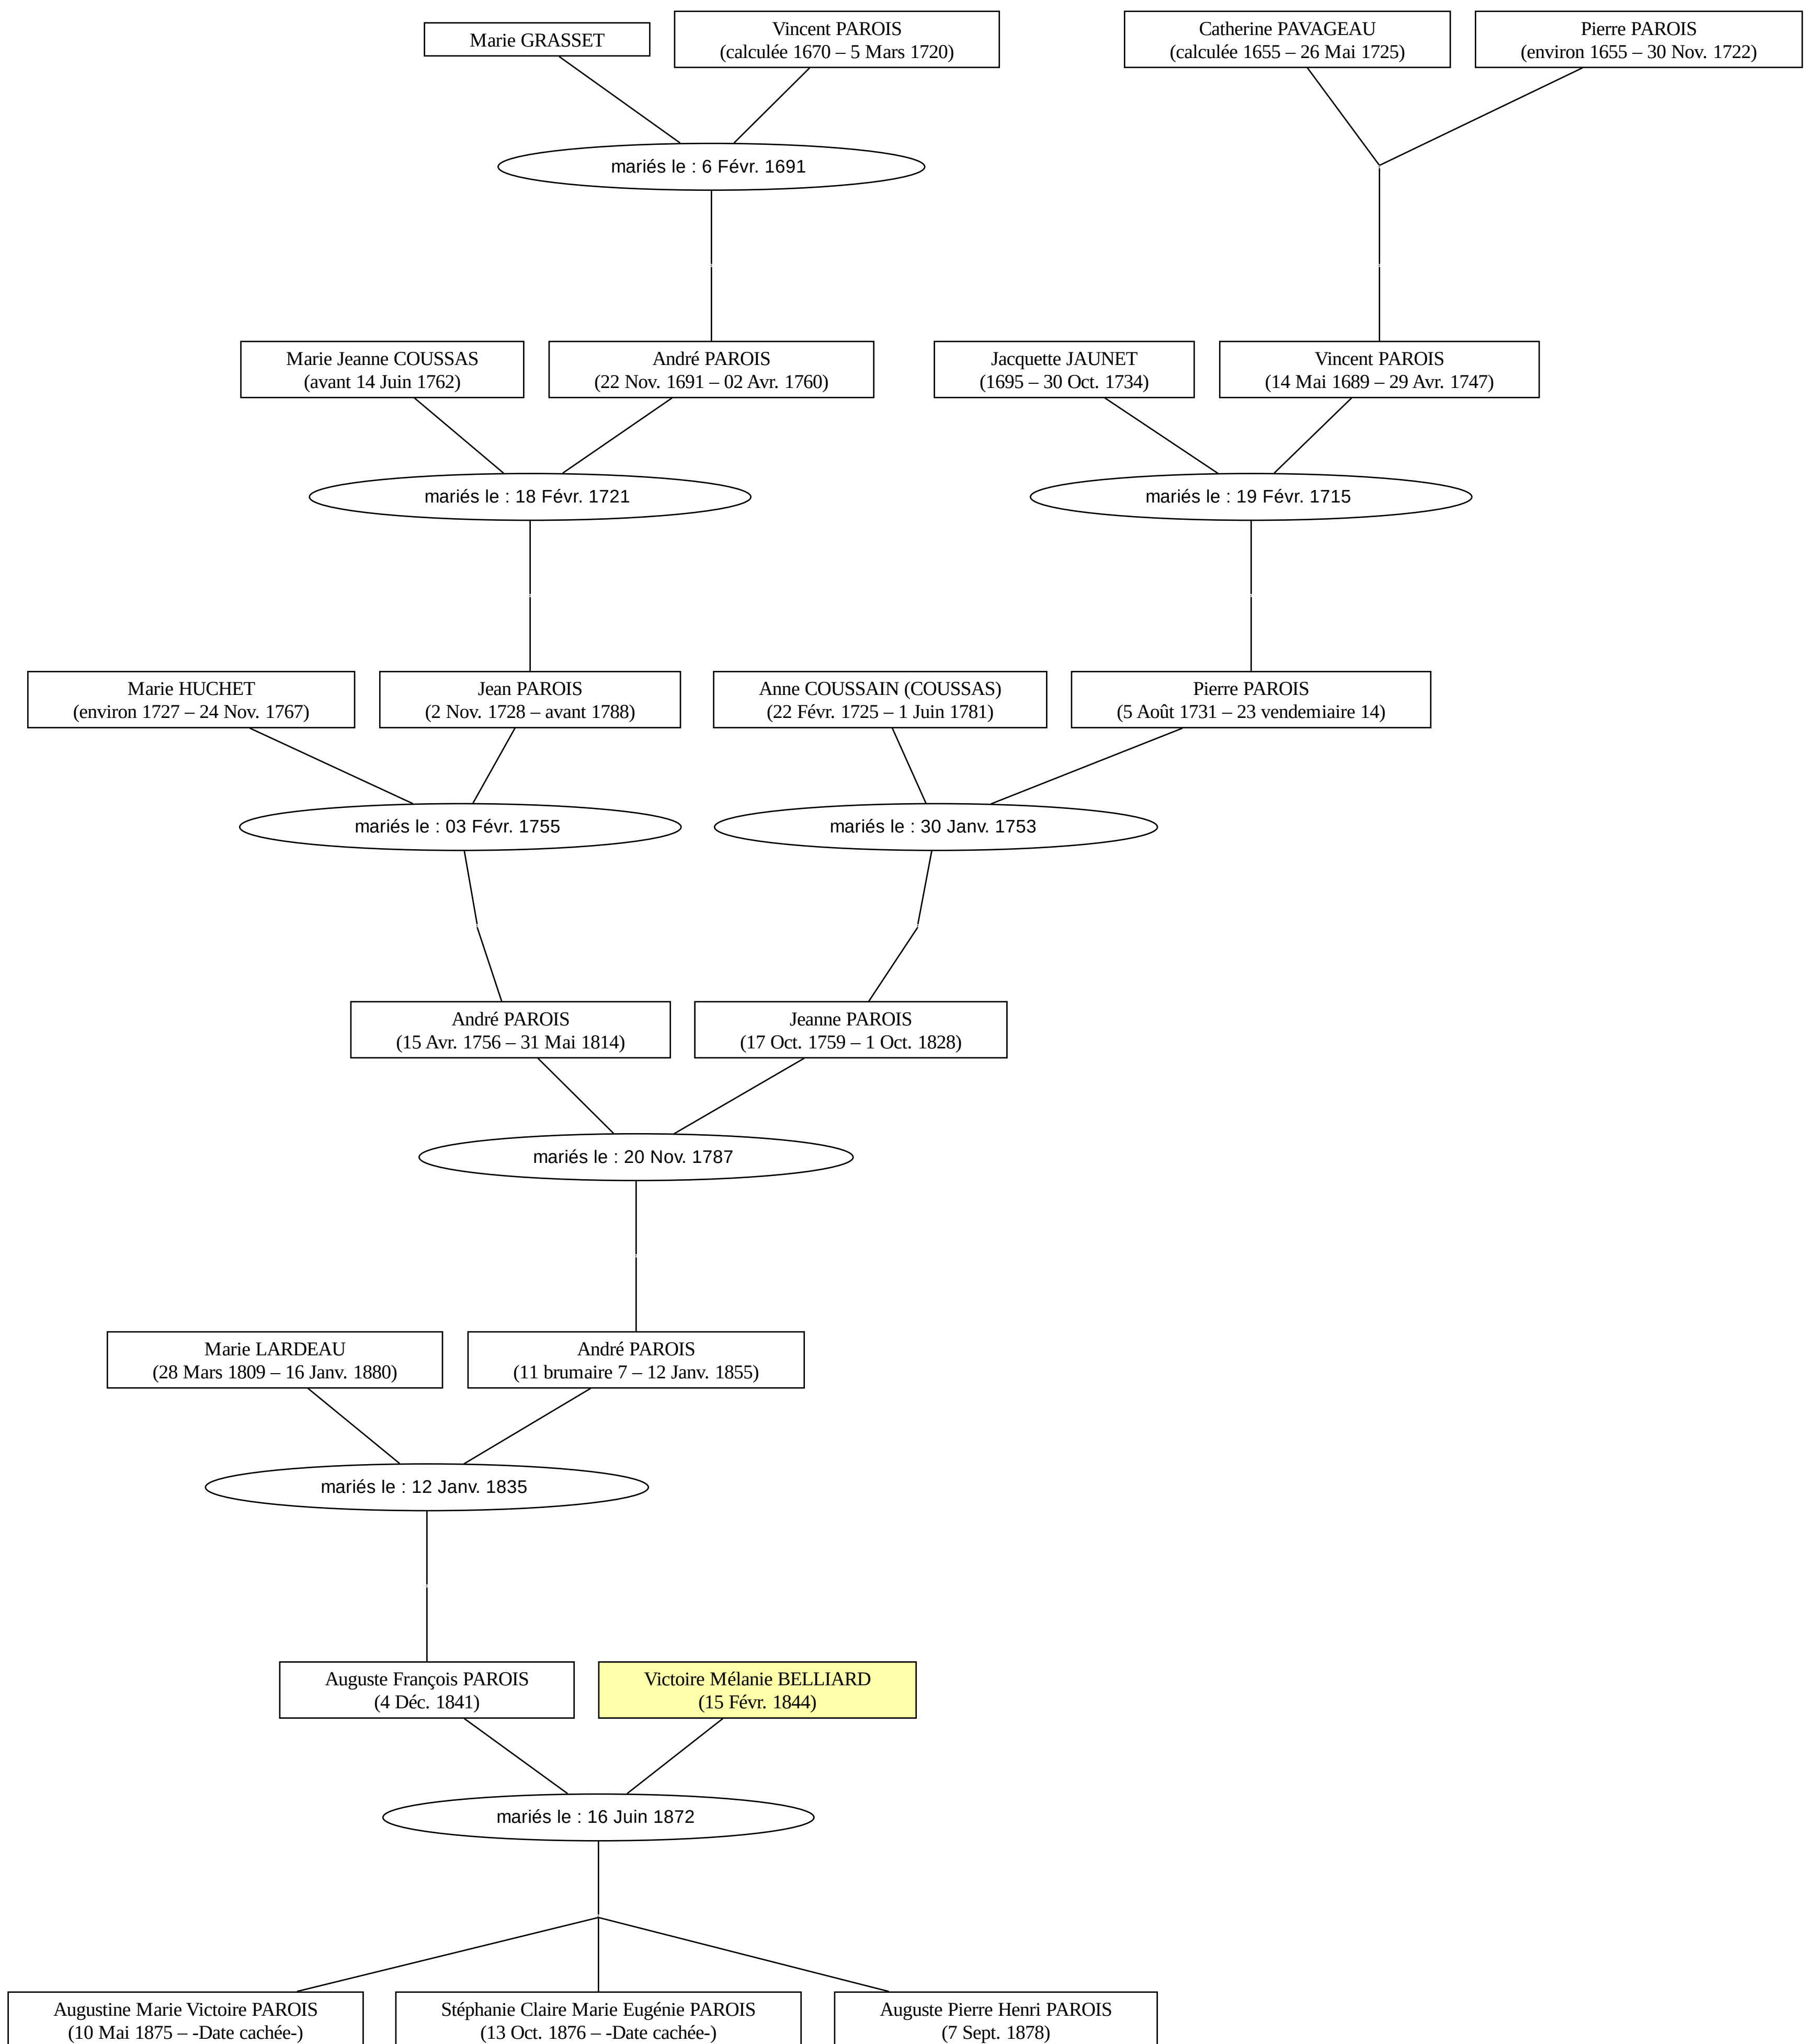 Marie GRASSET
Vincent PAROIS
(calculée 1670 – 5 Mars 1720)
Catherine PAVAGEAU
(calculée 1655 – 26 Mai 1725)
Pierre PAROIS
(environ 1655 – 30 Nov. 1722)
mariés le : 6 Févr. 1691
Marie Jeanne COUSSAS
(avant 14 Juin 1762)
André PAROIS
(22 Nov. 1691 – 02 Avr. 1760)
Jacquette JAUNET
(1695 – 30 Oct. 1734)
Vincent PAROIS
(14 Mai 1689 – 29 Avr. 1747)
mariés le : 18 Févr. 1721
mariés le : 19 Févr. 1715
Marie HUCHET
(environ 1727 – 24 Nov. 1767)
Jean PAROIS
(2 Nov. 1728 – avant 1788)
Anne COUSSAIN (COUSSAS)
(22 Févr. 1725 – 1 Juin 1781)
Pierre PAROIS
(5 Août 1731 – 23 vendemiaire 14)
mariés le : 03 Févr. 1755
mariés le : 30 Janv. 1753
André PAROIS
(15 Avr. 1756 – 31 Mai 1814)
Jeanne PAROIS
(17 Oct. 1759 – 1 Oct. 1828)
mariés le : 20 Nov. 1787
Marie LARDEAU
(28 Mars 1809 – 16 Janv. 1880)
André PAROIS
(11 brumaire 7 – 12 Janv. 1855)
mariés le : 12 Janv. 1835
Auguste François PAROIS
(4 Déc. 1841)
Victoire Mélanie BELLIARD
(15 Févr. 1844)
mariés le : 16 Juin 1872
Augustine Marie Victoire PAROIS
(10 Mai 1875 – -Date cachée-)
Stéphanie Claire Marie Eugénie PAROIS
(13 Oct. 1876 – -Date cachée-)
Auguste Pierre Henri PAROIS
(7 Sept. 1878)